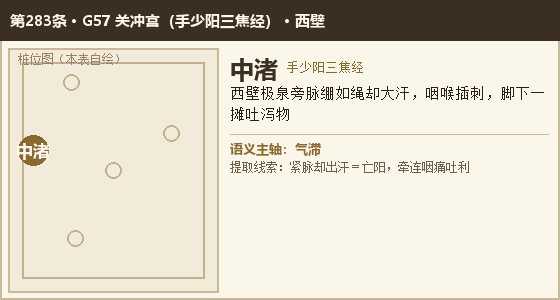 第283条・G57 关冲宫（手少阳三焦经）・西壁
桩位图（本表自绘）
中渚
中渚 手少阳三焦经
西壁极泉旁脉绷如绳却大汗，咽喉插刺，脚下一
摊吐泻物
语义主轴：气滞
提取线索：紧脉却出汗＝亡阳，牵连咽痛吐利